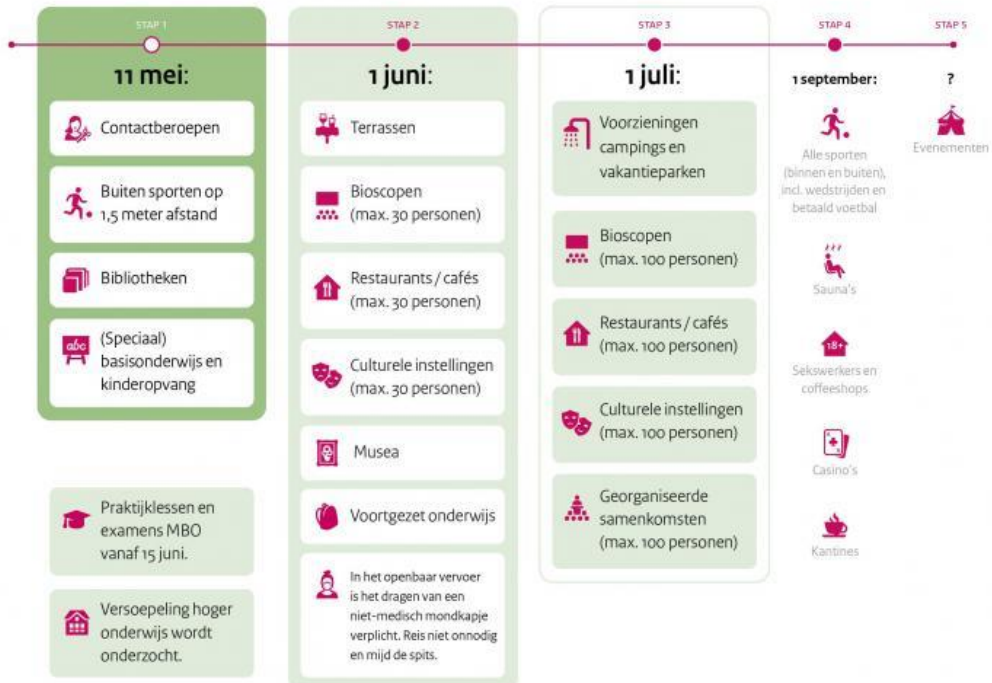 STAP 1
11 mei:
Contactberoepen
Buiten sporten op
1,5 meter afstand
Bibliotheken
abc
(Speciaal)
basisonderwijs en
kinderopvang
Praktijklessen en
examens MBO
vanaf 15 juni.
Versoepeling hoger
onderwijs wordt
onderzocht.
STAP 2
1 juni:
Terrassen
Bioscopen
(max. 30 personen)
Restaurants / cafés
(max. 30 personen)
Culturele instellingen
(max. 30 personen)
Musea
Voortgezet onderwijs
In het openbaar vervoer
is het dragen van een
niet-medisch mondkapje
verplicht. Reis niet onnodig
en mijd de spits.
STAP 3
1 juli:
Voorzieningen
campings en
vakantieparken
Bioscopen
(max. 100 personen)
Restaurants / cafés
(max. 100 personen)
Culturele instellingen
(max. 100 personen)
Georganiseerde
samenkomsten
(max. 100 personen)
STAP 4
1 september:
Alle sporten
(binnen en buiten),
incl. wedstrijden en
betaald voetbal
Sauna's
18+
Sekswerkers en
coffeeshops
Casino's
Kantines
STAP 5
?
Evenementen